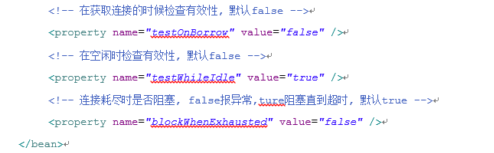 <!-- 在获取连接的时候检查有效性, 默认false -->
<property name="testOnBorrow" value="false" />
<!-- 在空闲时检查有效性, 默认false -->
<property name="testWhileIdle" value="true" />
<!-- 连接耗尽时是否阻塞, false报异常,ture阻塞直到超时, 默认true -->
<property name="blockWhenExhausted" value="false" />
</bean>